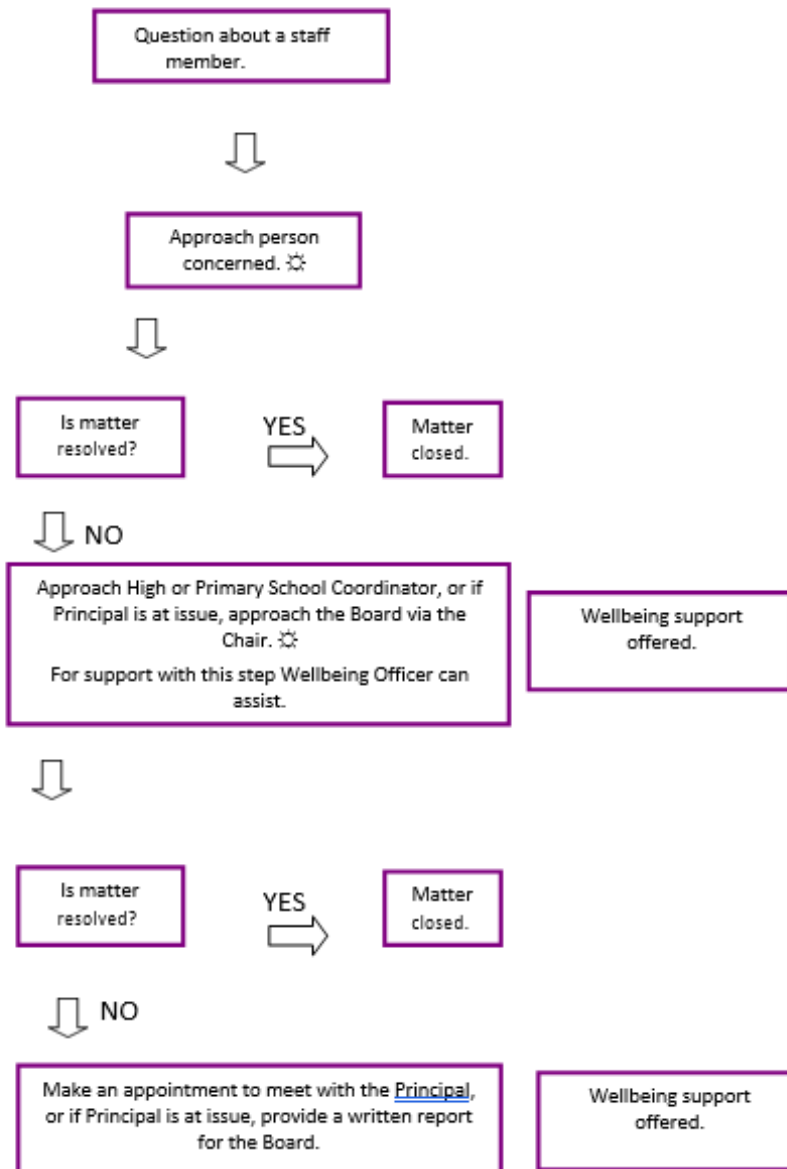 Question about a staff
member.
Approach person
concerned. ☼
Is matter
resolved?
YES
Matter
closed.
NO
Approach High or Primary School Coordinator, or if
Principal is at issue, approach the Board via the
Chair. ☼
For support with this step Wellbeing Officer can
assist.
Wellbeing support
offered.
Is matter
resolved?
YES
Matter
closed.
NO
Make an appointment to meet with the Principal,
or if Principal is at issue, provide a written report
for the Board.
Wellbeing support
offered.